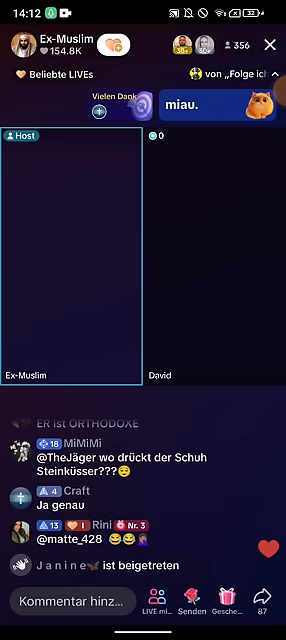 14:12
32
Ex-Muslim
154.8K
30+
20+
356
Beliebte LIVEs
von „Folge ich
Vielen Dank
miau.
Host
0
Ex-Muslim
David
ER ist ORTHODOXE
18 MiMiMi
@TheJäger wo drückt der Schuh
Steinküsser???😌
4 Craft
Ja genau
13 I Rini Nr. 3
@matte_428 😂😂🤦🏽‍♀️
J a n i n e🦋 ist beigetreten
Kommentar hinz...
LIVE mi...
Senden
Gesche...
87